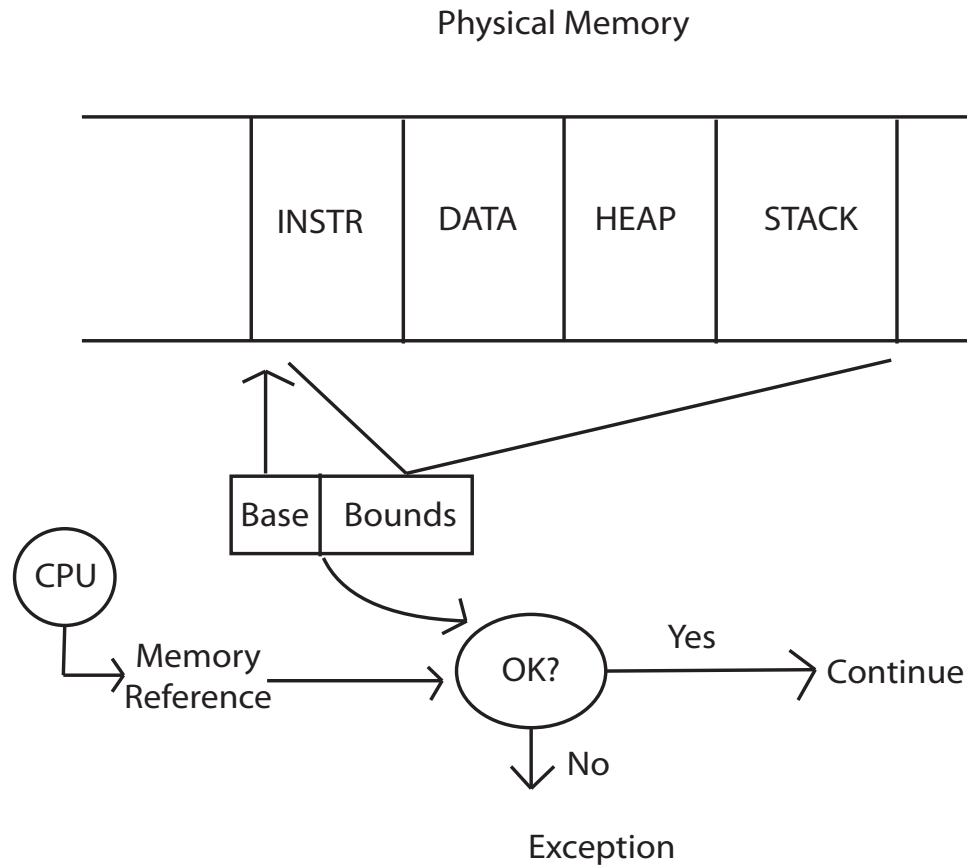 Physical Memory
INSTR
DATA
HEAP
STACK
Base
Bounds
CPU
Memory
Reference
OK?
Yes
Continue
No
Exception